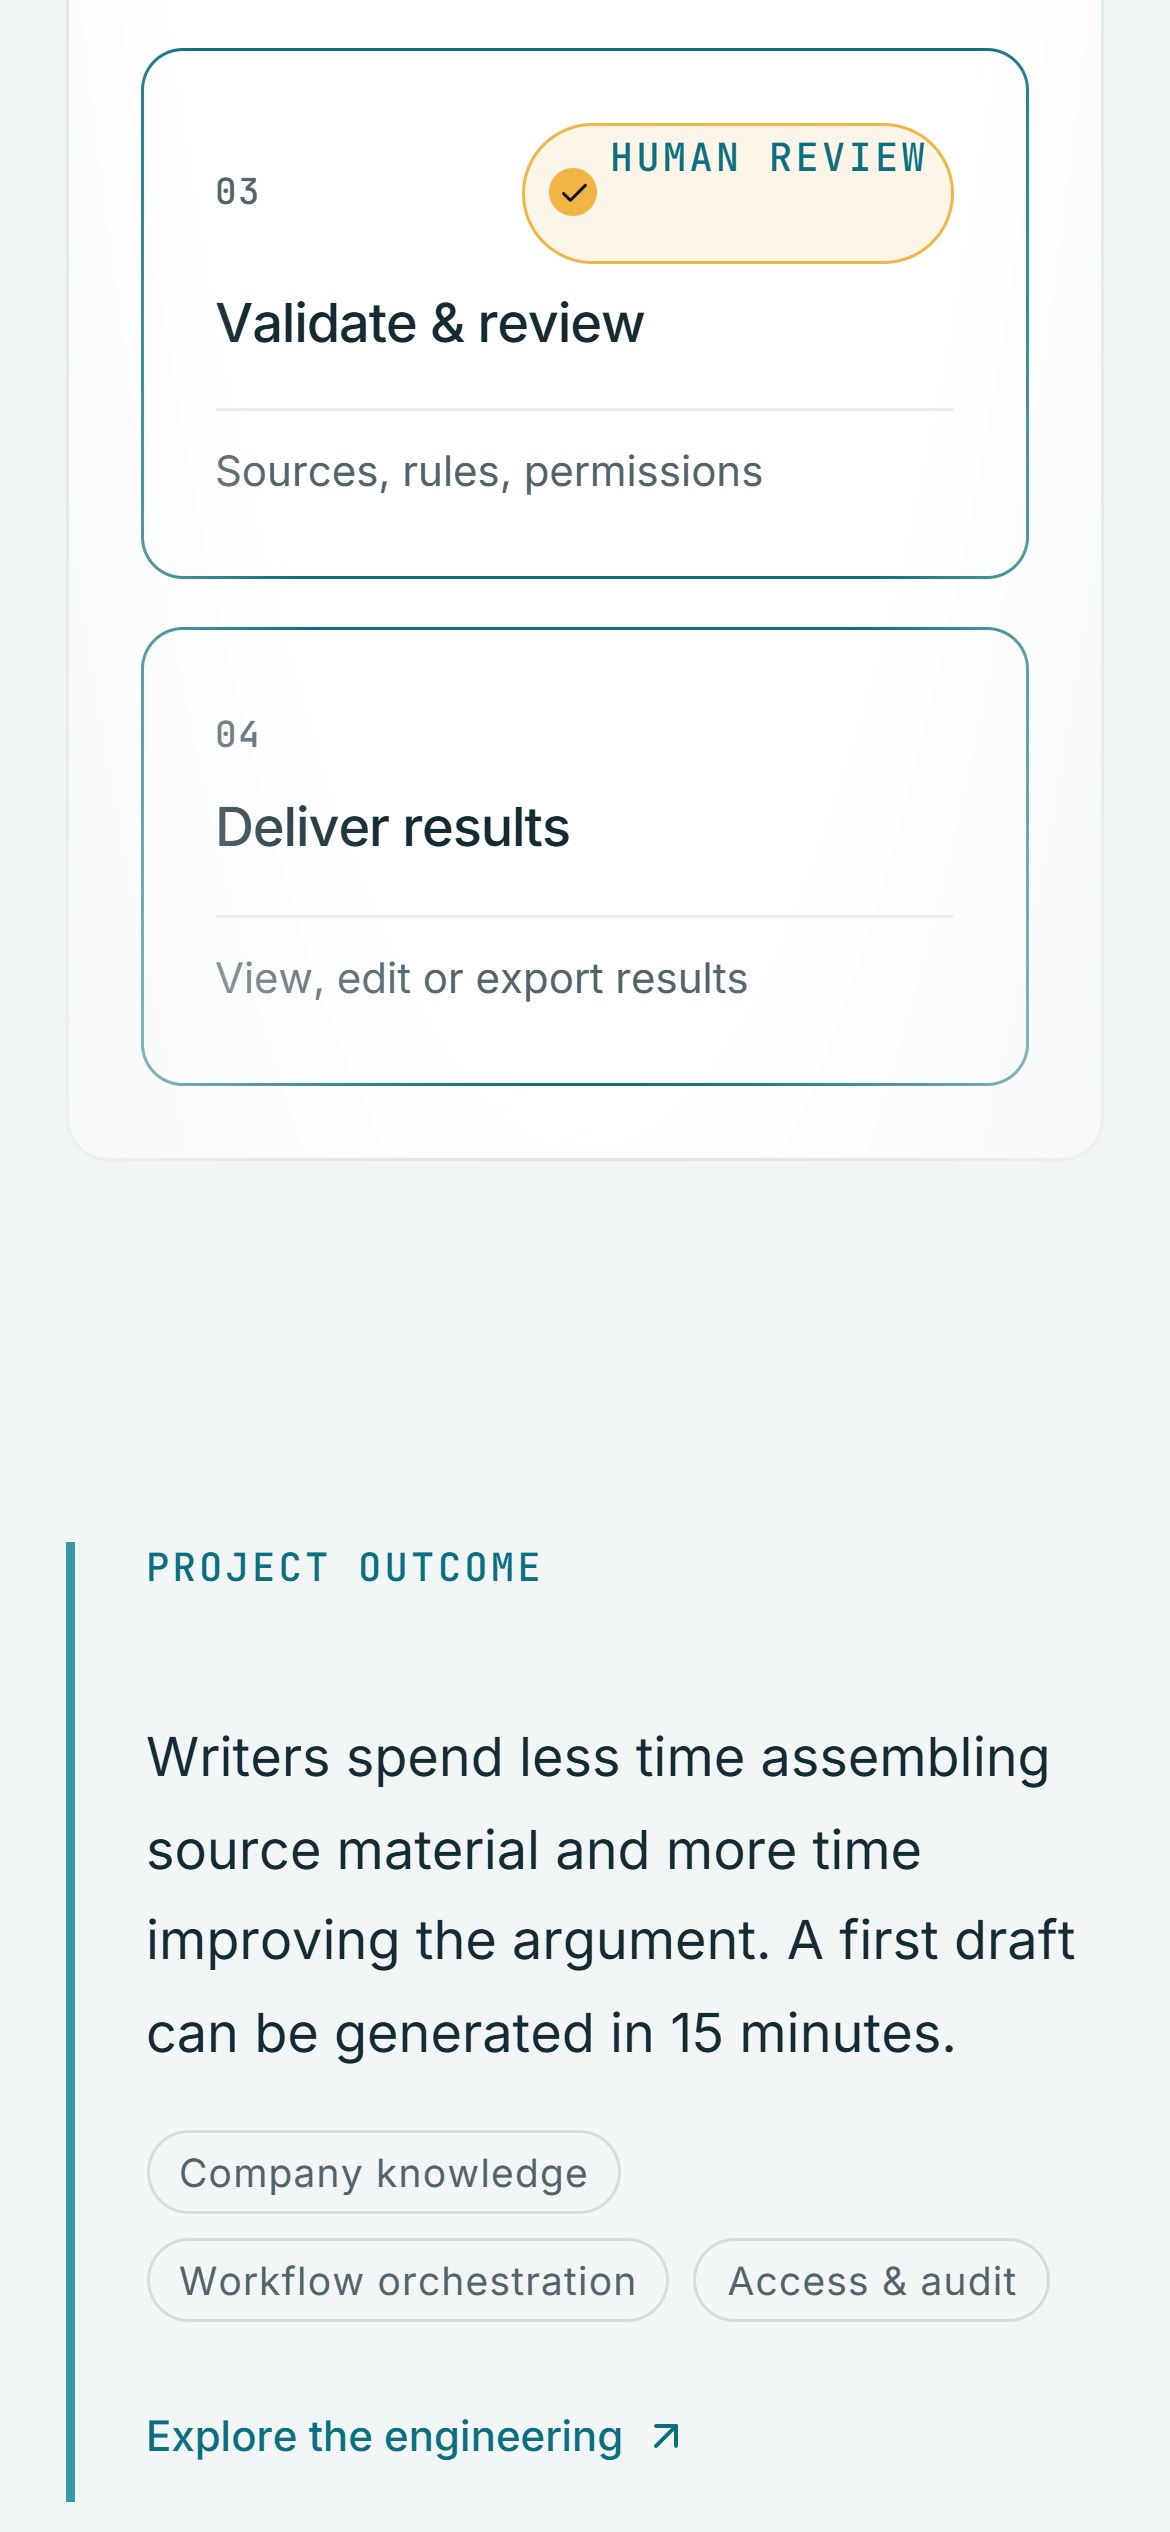 03
HUMAN REVIEW
Validate & review
Sources, rules, permissions
04
Deliver results
View, edit or export results
PROJECT OUTCOME
Writers spend less time assembling
source material and more time
improving the argument. A first draft
can be generated in 15 minutes.
Company knowledge
Workflow orchestration
Access & audit
Explore the engineering